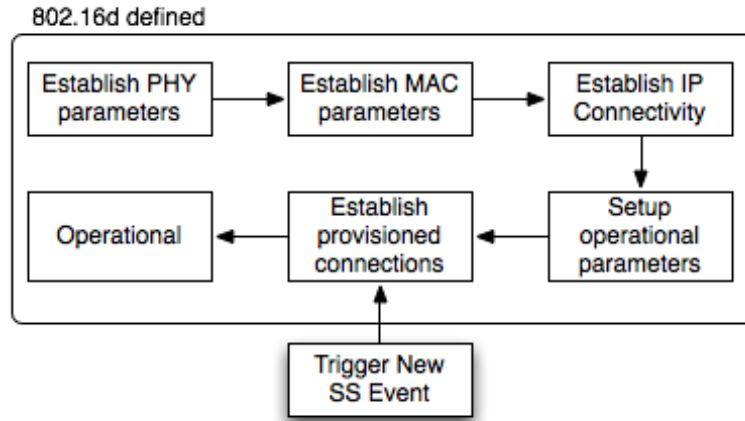 802.16d defined
Establish PHY
parameters
Establish MAC
parameters
Establish IP
Connectivity
Setup
operational
parameters
Establish
provisioned
connections
Operational
Trigger New
SS Event